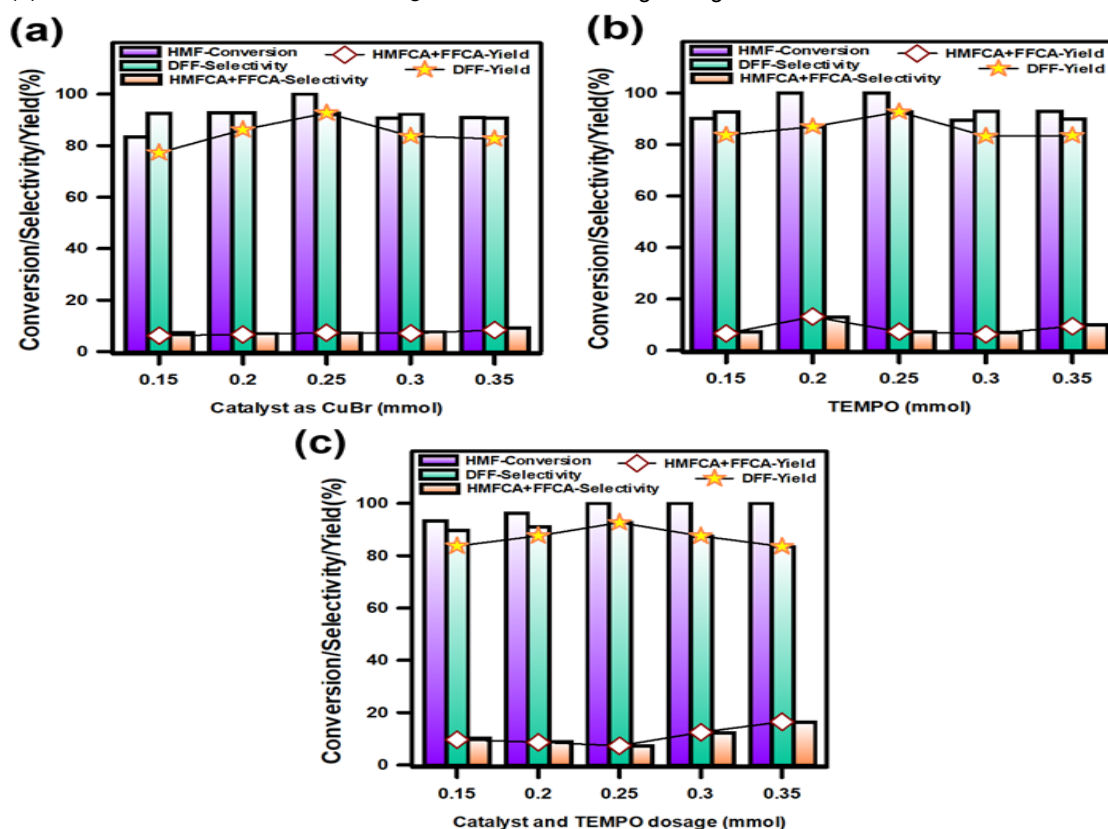 (a)
HMF-Conversion
DFF-Selectivity
HMFCA+FFCA-Selectivity
HMFCA+FFCA-Yield
DFF-Yield
Conversion/Selectivity/Yield(%)
100
80
60
40
20
0
0.15 0.2 0.25 0.3 0.35
Catalyst as CuBr (mmol)
(b)
HMF-Conversion
DFF-Selectivity
HMFCA+FFCA-Selectivity
HMFCA+FFCA-Yield
DFF-Yield
Conversion/Selectivity/Yield(%)
100
80
60
40
20
0
0.15 0.2 0.25 0.3 0.35
TEMPO (mmol)
(c)
HMF-Conversion
DFF-Selectivity
HMFCA+FFCA-Selectivity
HMFCA+FFCA-Yield
DFF-Yield
Conversion/Selectivity/Yield(%)
100
80
60
40
20
0
0.15 0.2 0.25 0.3 0.35
Catalyst and TEMPO dosage (mmol)